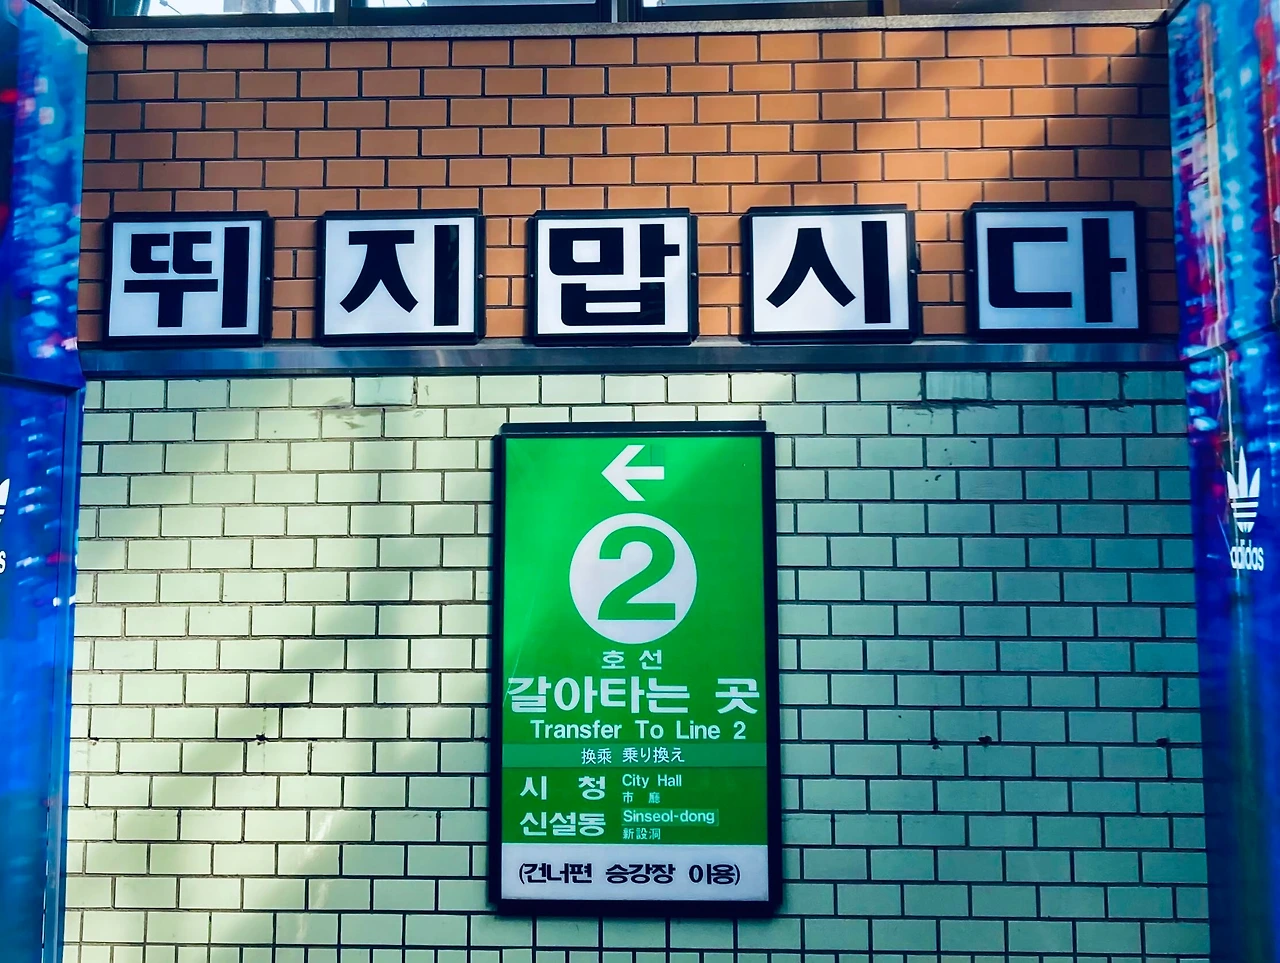 뛰지맙시다
←
2
호선
갈아타는 곳
Transfer To Line 2
换乘 乗り換え
시청 City Hall
市廳
신설동 Sinseol-dong
新設洞
(건너편 승강장 이용)
adidas